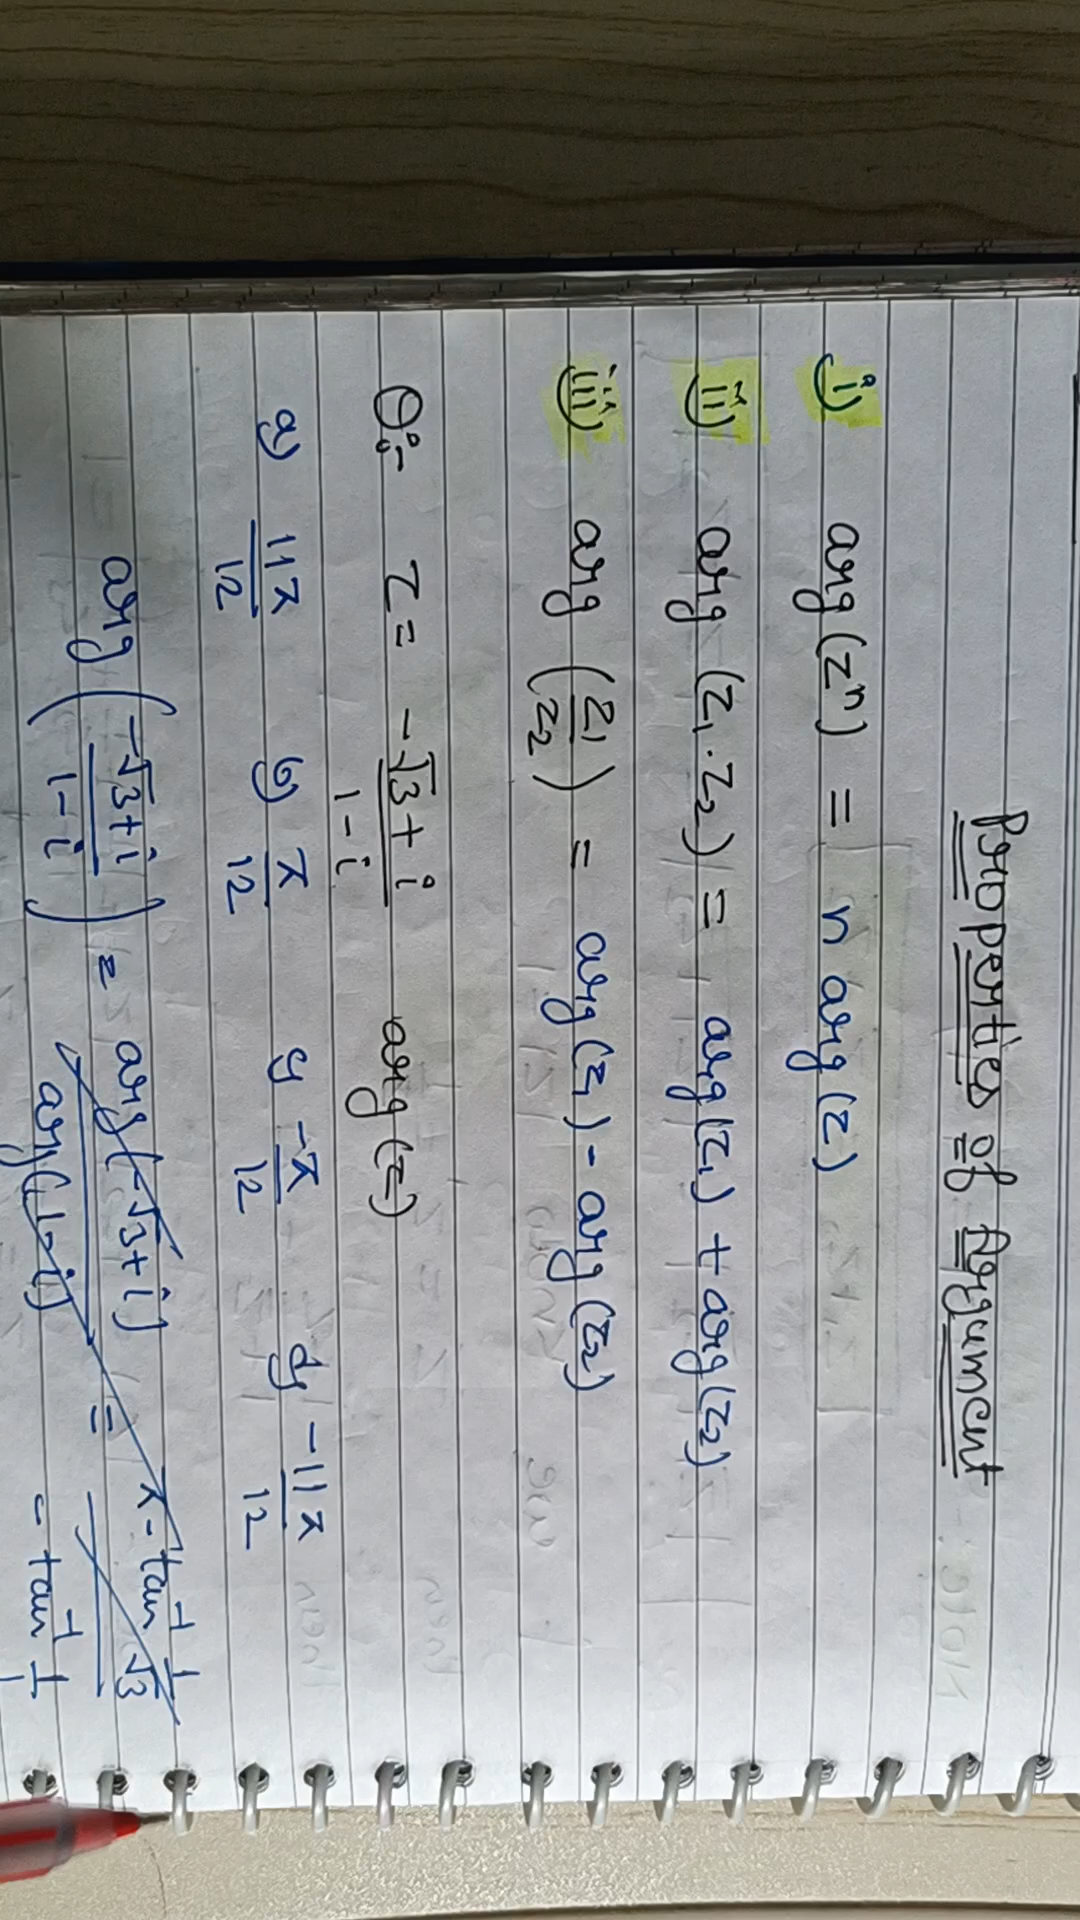 Properties of Argument
i) arg(zⁿ) = n arg(z)
ii) arg(z₁.z₂) = arg(z₁) + arg(z₂)
iii) arg(z₁/z₂) = arg(z₁) - arg(z₂)
Q:- z = (-√3+i)/(1-i) arg(z)
a) 11π/12 b) π/12 c) -π/12 d) -11π/12
arg((-√3+i)/(1-i)) = arg(-√3+i)/arg(1-i) = (π-tan⁻¹ 1/√3)/(-tan⁻¹ 1/1)